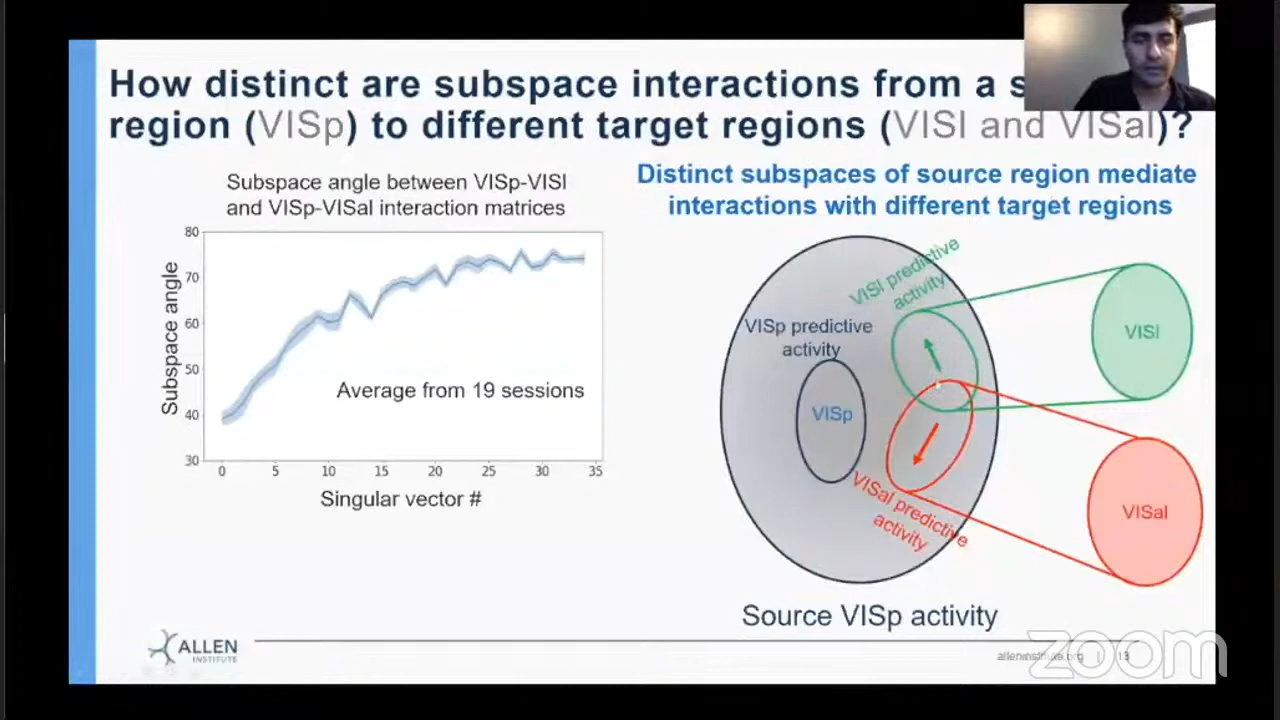 How distinct are subspace interactions from a s
region (VISp) to different target regions (VISl and VISal)?
Subspace angle between VISp-VISl
and VISp-VISal interaction matrices
80
70
60
50
40
30
Subspace angle
Average from 19 sessions
0 5 10 15 20 25 30 35
Singular vector #
Distinct subspaces of source region mediate
interactions with different target regions
VISl predictive
activity
VISp predictive
activity
VISp
VISl
VISal predictive
activity
VISal
Source VISp activity
ALLEN
INSTITUTE
alleninstitute.org | 13
zoom